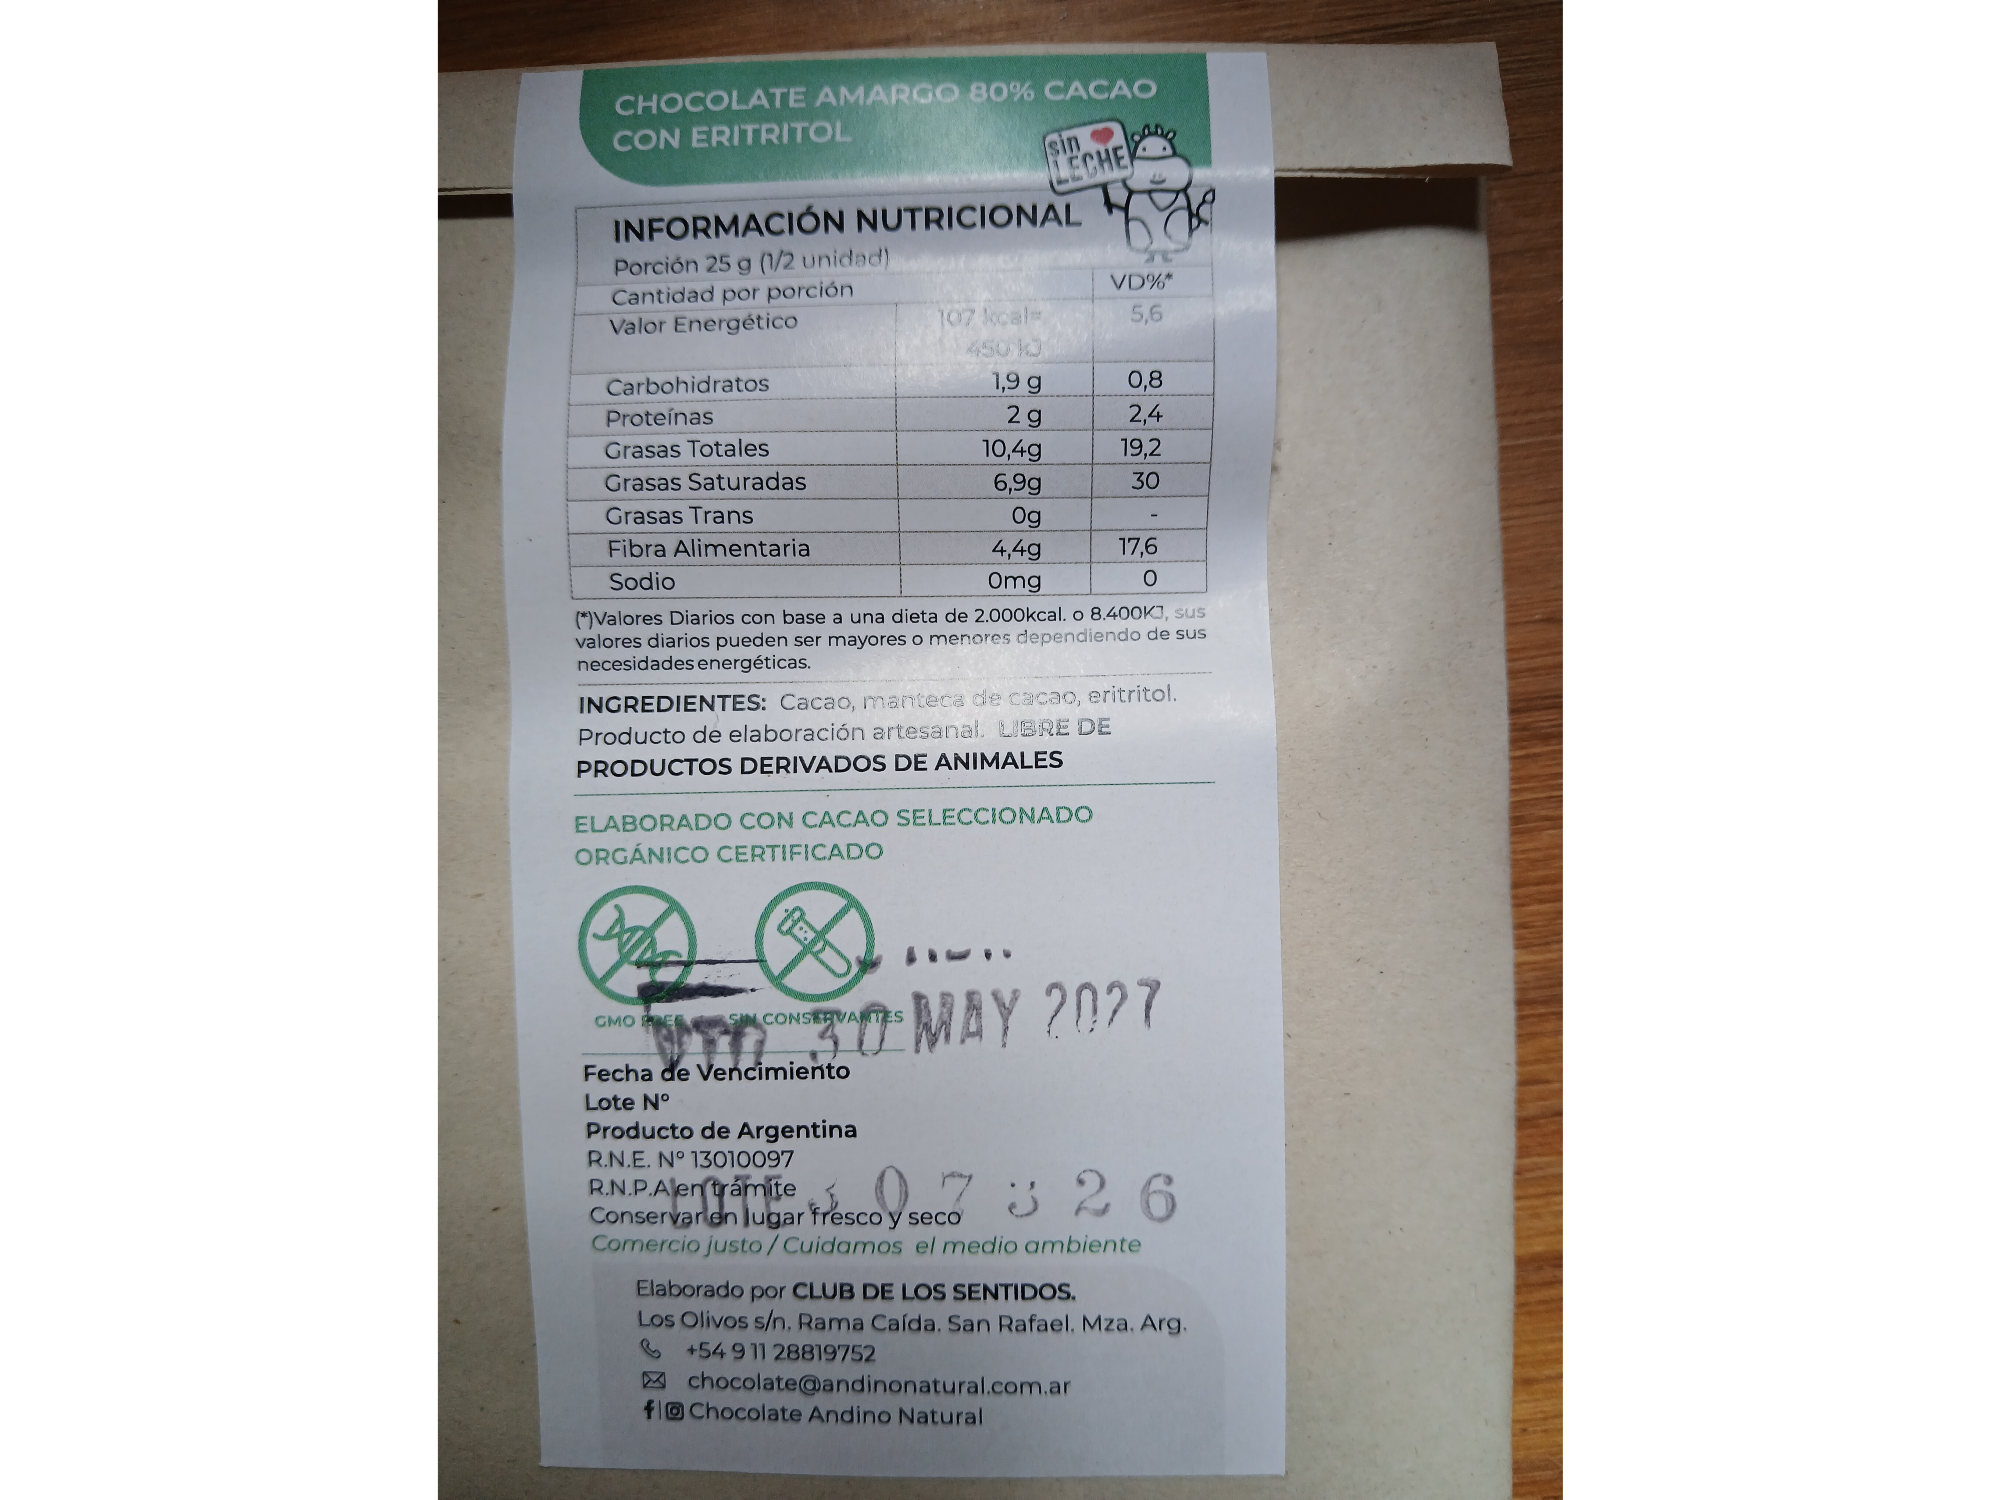 CHOCOLATE AMARGO 80% CACAO
CON ERITRITOL
sin
LECHE
INFORMACIÓN NUTRICIONAL
Porción 25 g (1/2 unidad)
Cantidad por porción VD%*
Valor Energético 107 kcal= 5,6
450 kJ
Carbohidratos 1,9 g 0,8
Proteínas 2 g 2,4
Grasas Totales 10,4g 19,2
Grasas Saturadas 6,9g 30
Grasas Trans 0g -
Fibra Alimentaria 4,4g 17,6
Sodio 0mg 0
(*)Valores Diarios con base a una dieta de 2.000kcal. o 8.400KJ, sus
valores diarios pueden ser mayores o menores dependiendo de sus
necesidades energéticas.
INGREDIENTES: Cacao, manteca de cacao, eritritol.
Producto de elaboración artesanal. LIBRE DE
PRODUCTOS DERIVADOS DE ANIMALES
ELABORADO CON CACAO SELECCIONADO
ORGÁNICO CERTIFICADO
GMO FREE SIN CONSERVANTES
VTO 30 MAY 2027
Fecha de Vencimiento
Lote N°
Producto de Argentina
R.N.E. N° 13010097
R.N.P.A en trámite
LOTE 07 26
Conservar en lugar fresco y seco
Comercio justo / Cuidamos el medio ambiente
Elaborado por CLUB DE LOS SENTIDOS.
Los Olivos s/n. Rama Caída. San Rafael. Mza. Arg.
+54 9 11 28819752
chocolate@andinonatural.com.ar
Chocolate Andino Natural